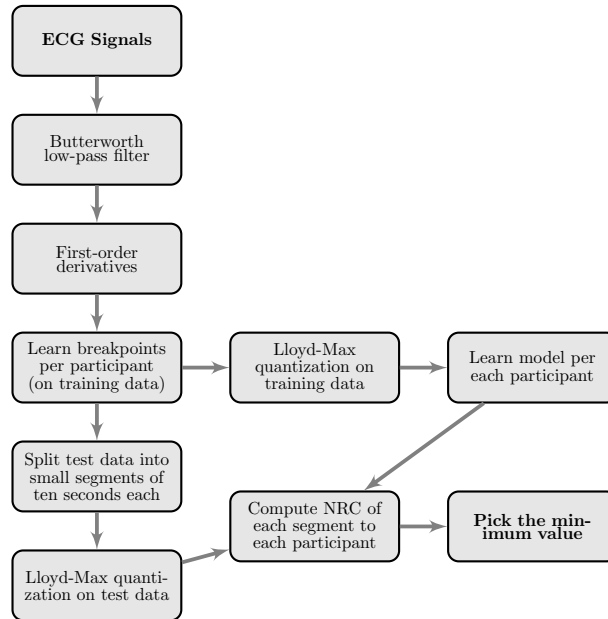 ECG Signals
Butterworth
low-pass filter
First-order
derivatives
Learn breakpoints
per participant
(on training data)
Lloyd-Max
quantization on
training data
Learn model per
each participant
Split test data into
small segments of
ten seconds each
Compute NRC of
each segment to
each participant
Pick the min-
imum value
Lloyd-Max quanti-
zation on test data